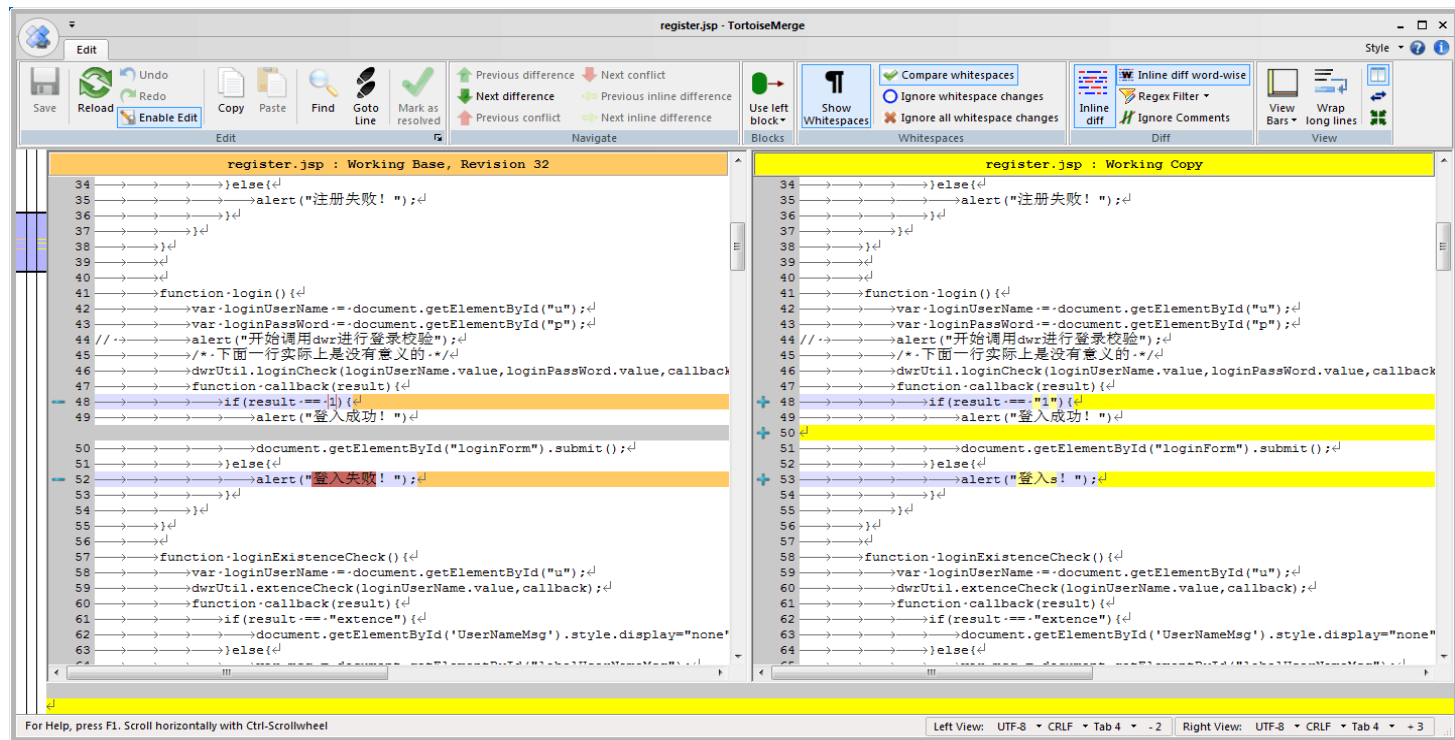 register.jsp - TortoiseMerge
Edit
Style
Save
Reload
Undo
Redo
Enable Edit
Copy
Paste
Find
Goto Line
Mark as resolved
Edit
Previous difference
Next difference
Previous conflict
Next conflict
Previous inline difference
Next inline difference
Navigate
Use left block
Blocks
Show Whitespaces
Compare whitespaces
Ignore whitespace changes
Ignore all whitespace changes
Whitespaces
Inline diff
Inline diff word-wise
Regex Filter
Ignore Comments
Diff
View Bars
Wrap long lines
View
register.jsp : Working Base, Revision 32
34 }else{
35 alert("注册失败! ");
36 }
37 }
38 }
39
40
41 function login(){
42 var loginUserName = document.getElementById("u");
43 var loginPassWord = document.getElementById("p");
44 // alert("开始调用dwr进行登录校验");
45 /* 下面一行实际上是没有意义的 */
46 dwrUtil.loginCheck(loginUserName.value,loginPassWord.value,callback
47 function callback(result){
48 if(result == 1){
49 alert("登入成功! ")
50 document.getElementById("loginForm").submit();
51 }else{
52 alert("登入失败! ");
53 }
54 }
55 }
56
57 function loginExistenceCheck(){
58 var loginUserName = document.getElementById("u");
59 dwrUtil.extenceCheck(loginUserName.value,callback);
60 function callback(result){
61 if(result == "extence"){
62 document.getElementById('UserNameMsg').style.display="none"
63 }else{
register.jsp : Working Copy
34 }else{
35 alert("注册失败! ");
36 }
37 }
38 }
39
40
41 function login(){
42 var loginUserName = document.getElementById("u");
43 var loginPassWord = document.getElementById("p");
44 // alert("开始调用dwr进行登录校验");
45 /* 下面一行实际上是没有意义的 */
46 dwrUtil.loginCheck(loginUserName.value,loginPassWord.value,callback
47 function callback(result){
48 if(result == "1"){
49 alert("登入成功! ")
50
51 document.getElementById("loginForm").submit();
52 }else{
53 alert("登入s! ");
54 }
55 }
56 }
57
58 function loginExistenceCheck(){
59 var loginUserName = document.getElementById("u");
60 dwrUtil.extenceCheck(loginUserName.value,callback);
61 function callback(result){
62 if(result == "extence"){
63 document.getElementById('UserNameMsg').style.display="none"
64 }else{
For Help, press F1. Scroll horizontally with Ctrl-Scrollwheel
Left View: UTF-8 CRLF Tab 4 - 2
Right View: UTF-8 CRLF Tab 4 + 3